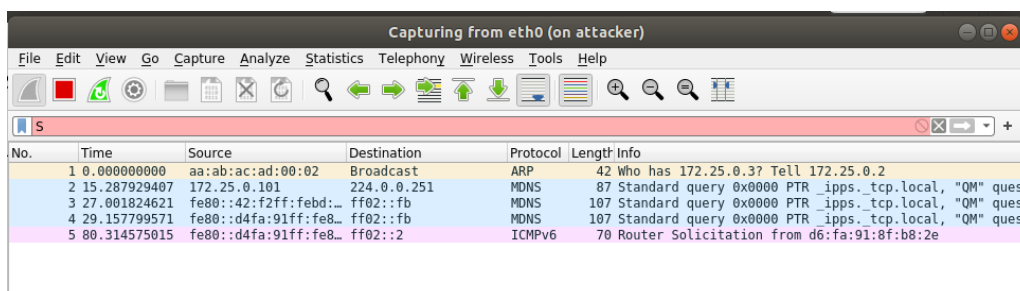 Capturing from eth0 (on attacker)
File Edit View Go Capture Analyze Statistics Telephony Wireless Tools Help
S
No. Time Source Destination Protocol Length Info
1 0.000000000 aa:ab:ac:ad:00:02 Broadcast ARP 42 Who has 172.25.0.3? Tell 172.25.0.2
2 15.287929407 172.25.0.101 224.0.0.251 MDNS 87 Standard query 0x0000 PTR _ipps._tcp.local, "QM" ques
3 27.001824621 fe80::42:f2ff:febd:… ff02::fb MDNS 107 Standard query 0x0000 PTR _ipps._tcp.local, "QM" ques
4 29.157799571 fe80::d4fa:91ff:fe8… ff02::fb MDNS 107 Standard query 0x0000 PTR _ipps._tcp.local, "QM" ques
5 80.314575015 fe80::d4fa:91ff:fe8… ff02::2 ICMPv6 70 Router Solicitation from d6:fa:91:8f:b8:2e